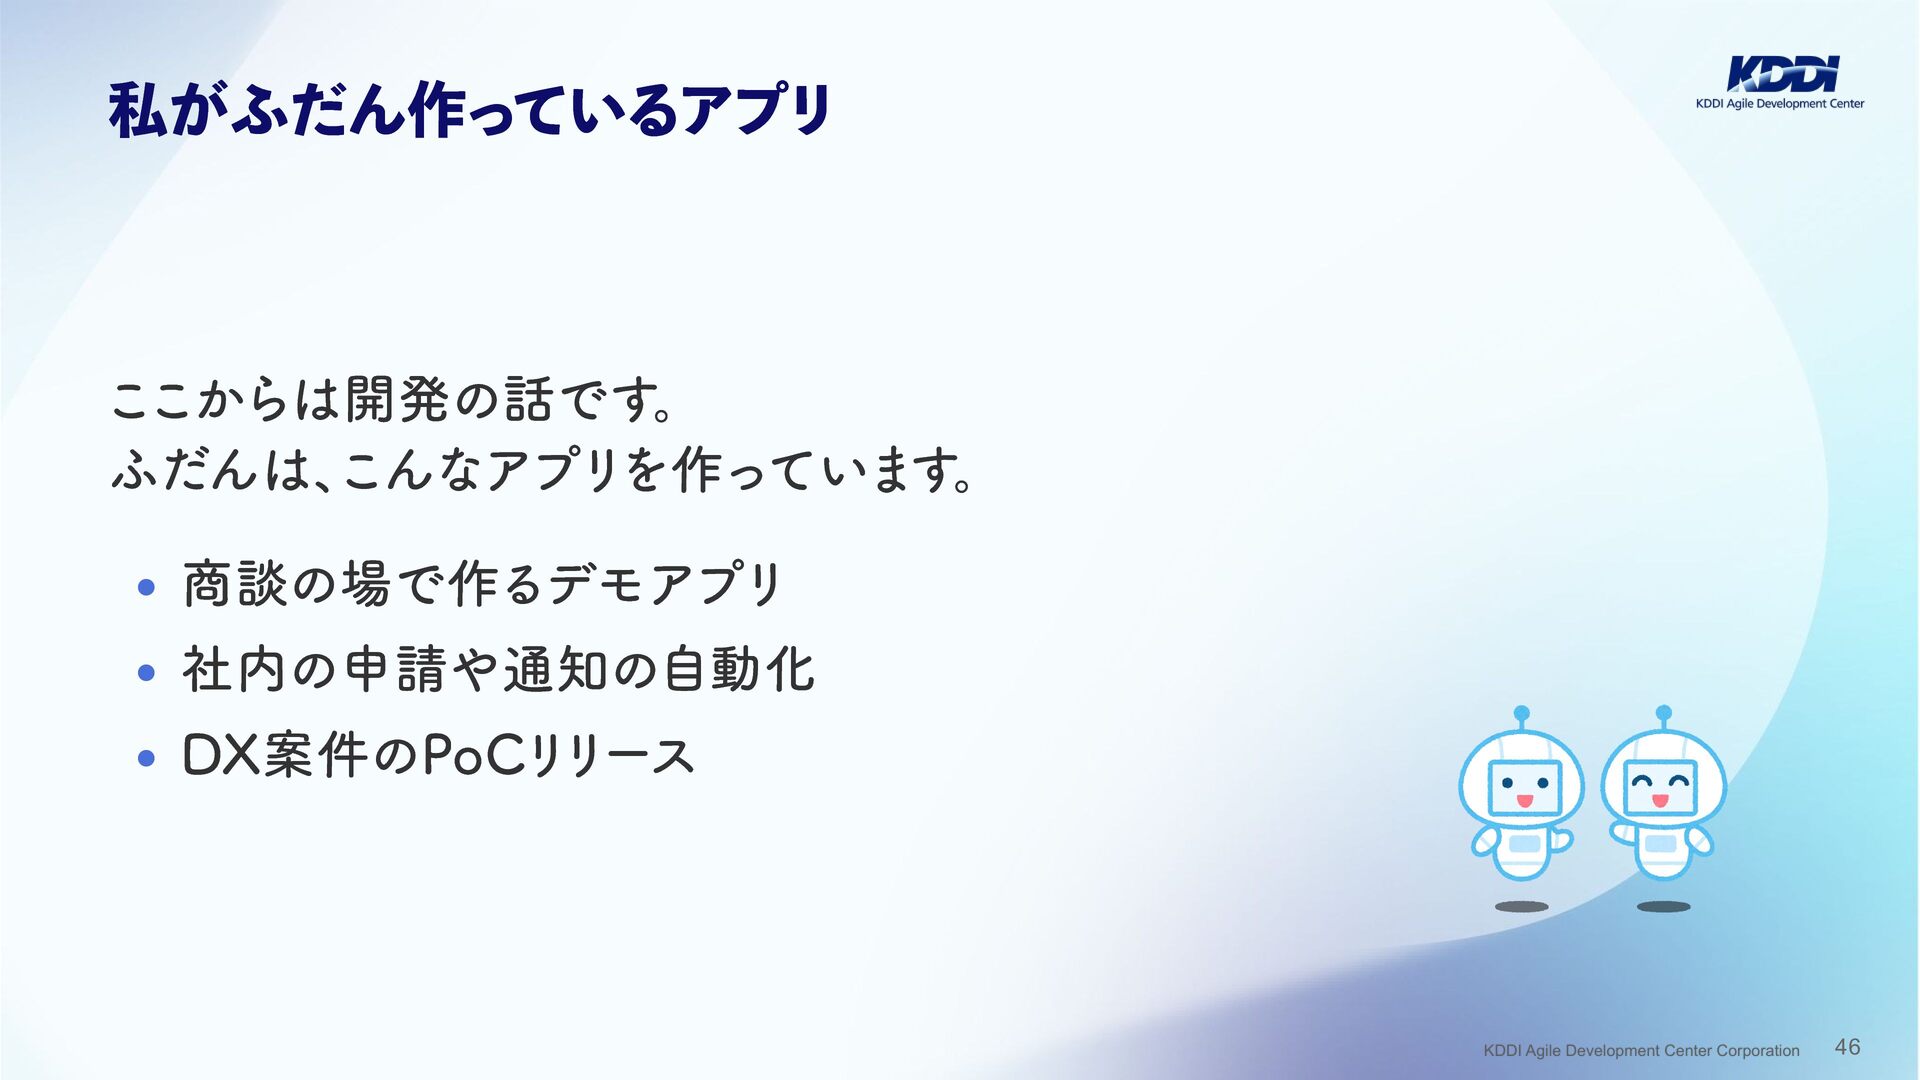 私がふだん作っているアプリ
KDDI
KDDI Agile Development Center
ここからは開発の話です。
ふだんは、こんなアプリを作っています。
• 商談の場で作るデモアプリ
• 社内の申請や通知の自動化
• DX案件のPoCリリース
KDDI Agile Development Center Corporation 46